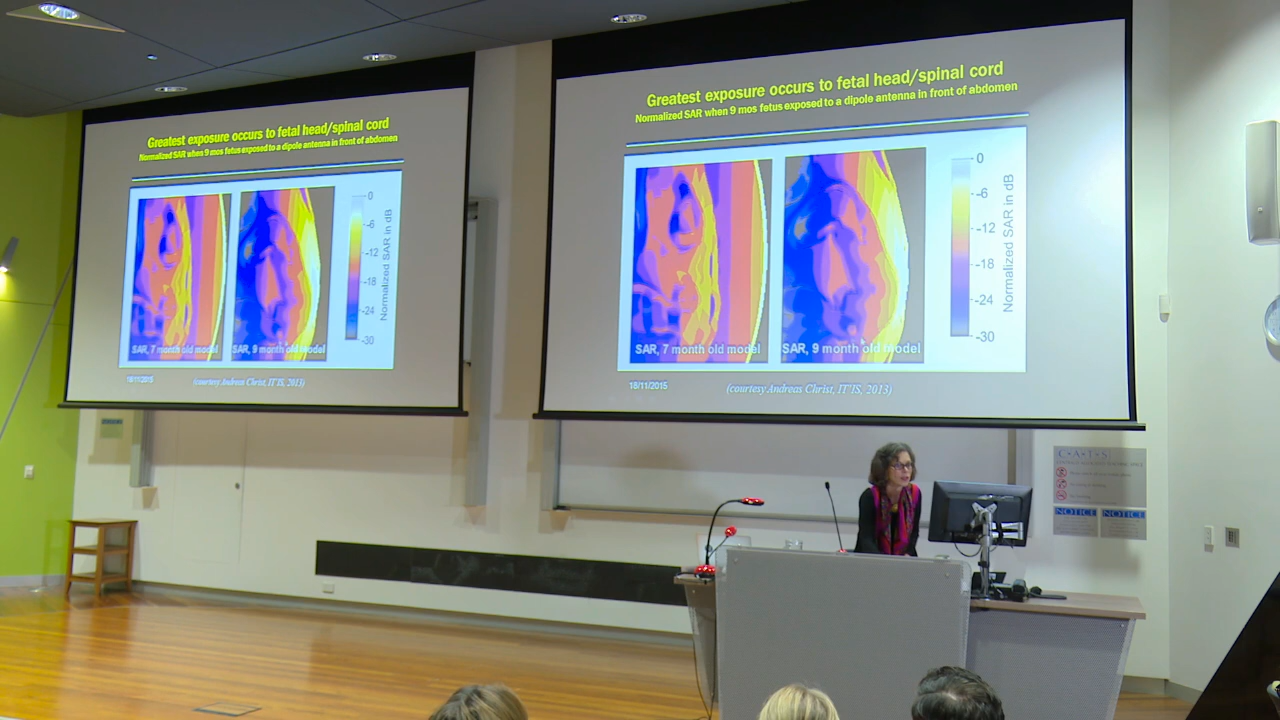 Greatest exposure occurs to fetal head/spinal cord
Normalized SAR when 9 mos fetus exposed to a dipole antenna in front of abdomen
0
-6
-12
-18
-24
-30
Normalized SAR in dB
SAR, 7 month old model
SAR, 9 month old model
18/11/2015
(courtesy Andreas Christ, IT'IS, 2013)
Greatest exposure occurs to fetal head/spinal cord
Normalized SAR when 9 mos fetus exposed to a dipole antenna in front of abdomen
0
-6
-12
-18
-24
-30
Normalized SAR in dB
SAR, 7 month old model
SAR, 9 month old model
18/11/2015
(courtesy Andreas Christ, IT'IS, 2013)
C•A•T•S
NOTICE
NOTICE